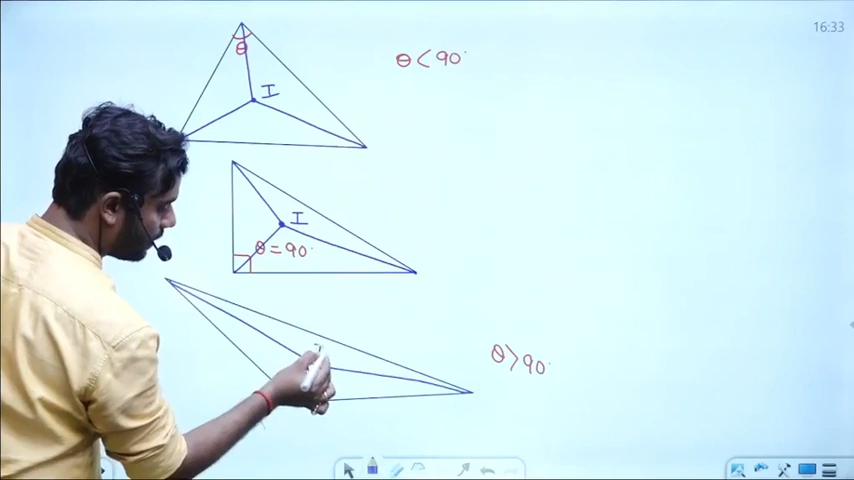 16:33
θ
θ < 90°
I
I
θ = 90°
θ > 90°